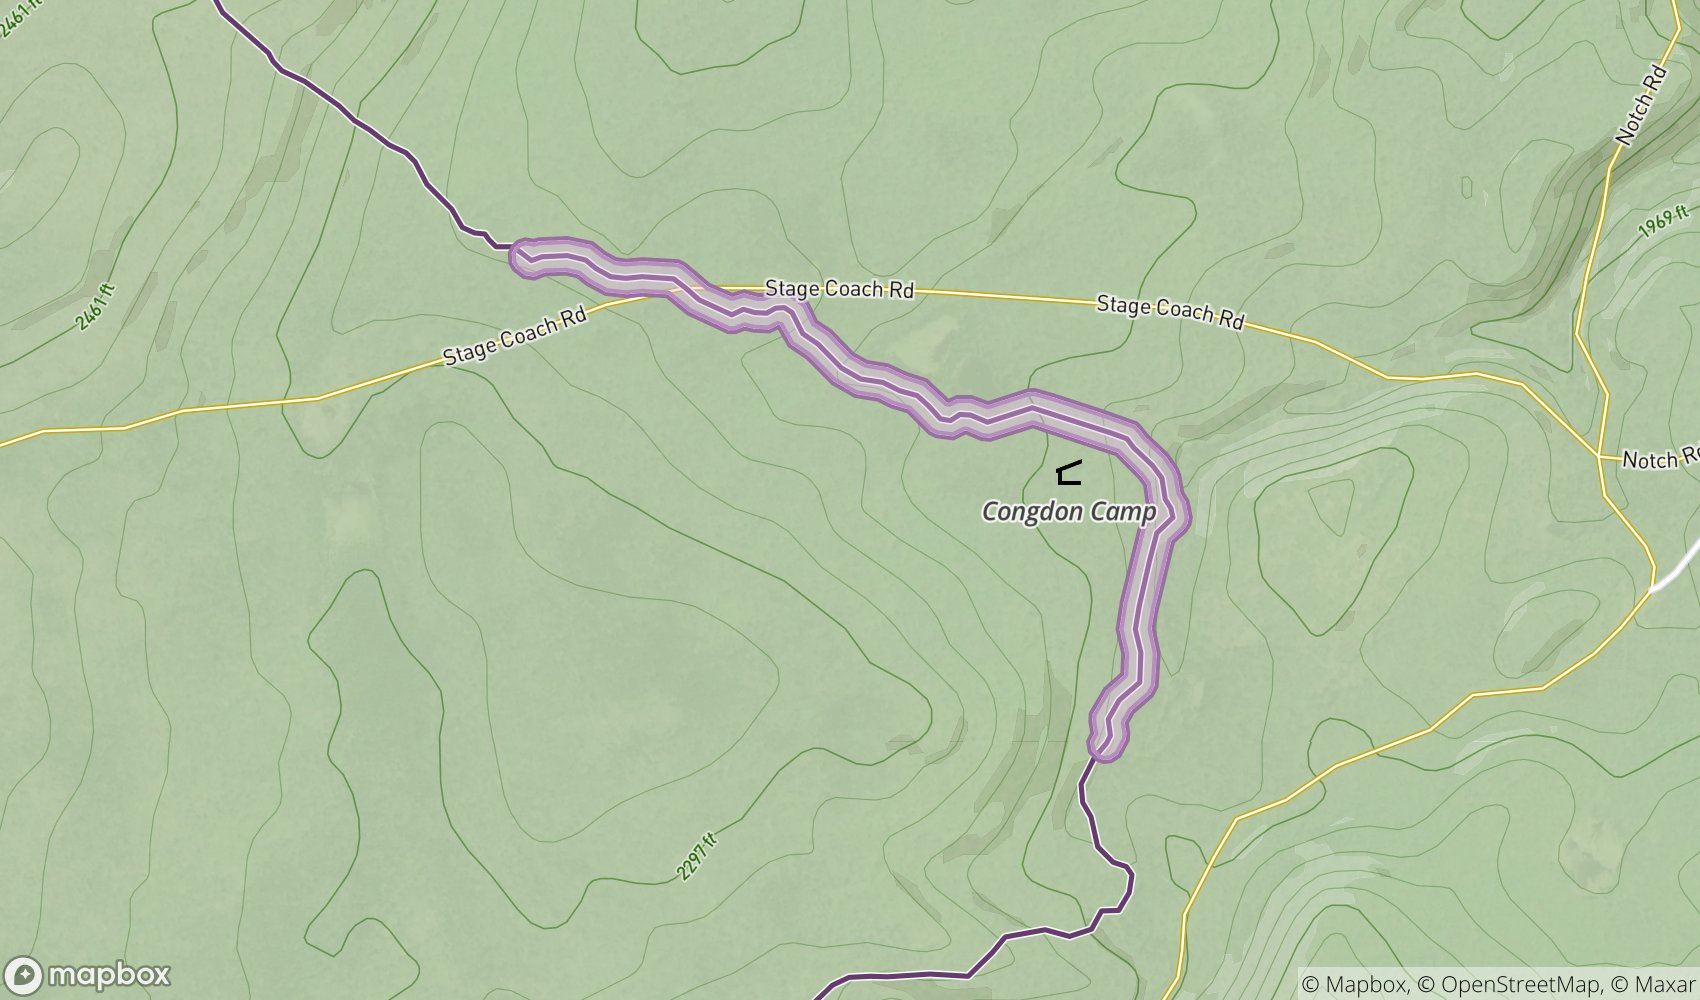 2461 ft
Notch Rd
1969 ft
2461 ft
Stage Coach Rd
Stage Coach Rd
Stage Coach Rd
Notch Rd
Congdon Camp
2297 ft
mapbox
© Mapbox, © OpenStreetMap, © Maxar